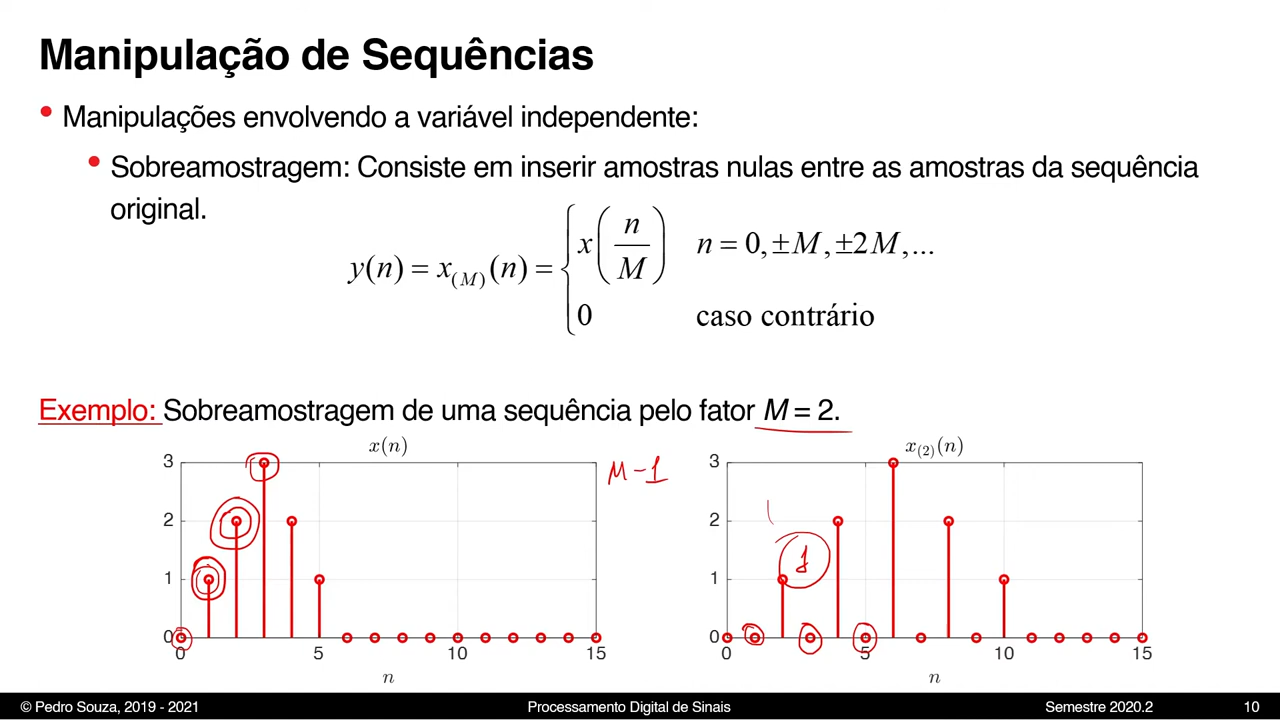 Manipulação de Sequências
• Manipulações envolvendo a variável independente:
• Sobreamostragem: Consiste em inserir amostras nulas entre as amostras da sequência
original.
y(n) = x_(M)(n) = { x(n/M) n = 0, ±M, ±2M,...
0 caso contrário
Exemplo: Sobreamostragem de uma sequência pelo fator M = 2.
x(n)
3
2
1
0
0 5 10 15
n
M-1
x_(2)(n)
3
2
1
0
1
0 5 10 15
n
© Pedro Souza, 2019 - 2021 Processamento Digital de Sinais Semestre 2020.2 10